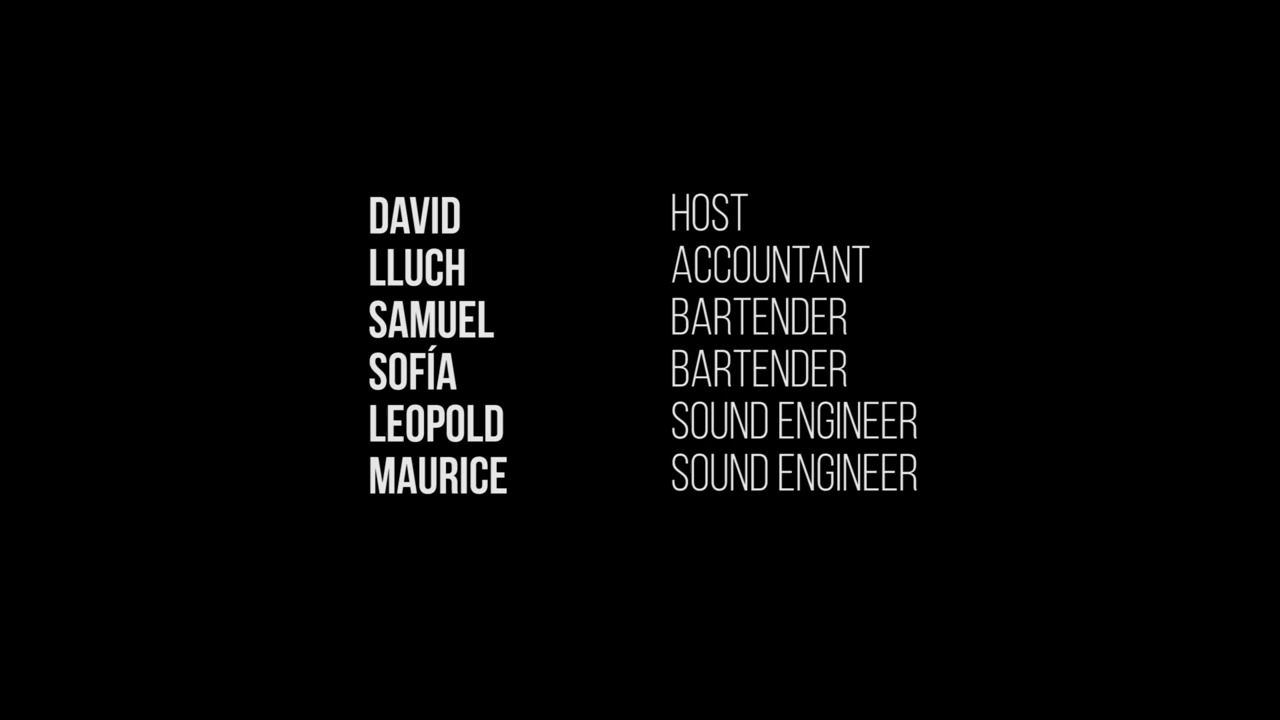 DAVID HOST
LLUCH ACCOUNTANT
SAMUEL BARTENDER
SOFÍA BARTENDER
LEOPOLD SOUND ENGINEER
MAURICE SOUND ENGINEER